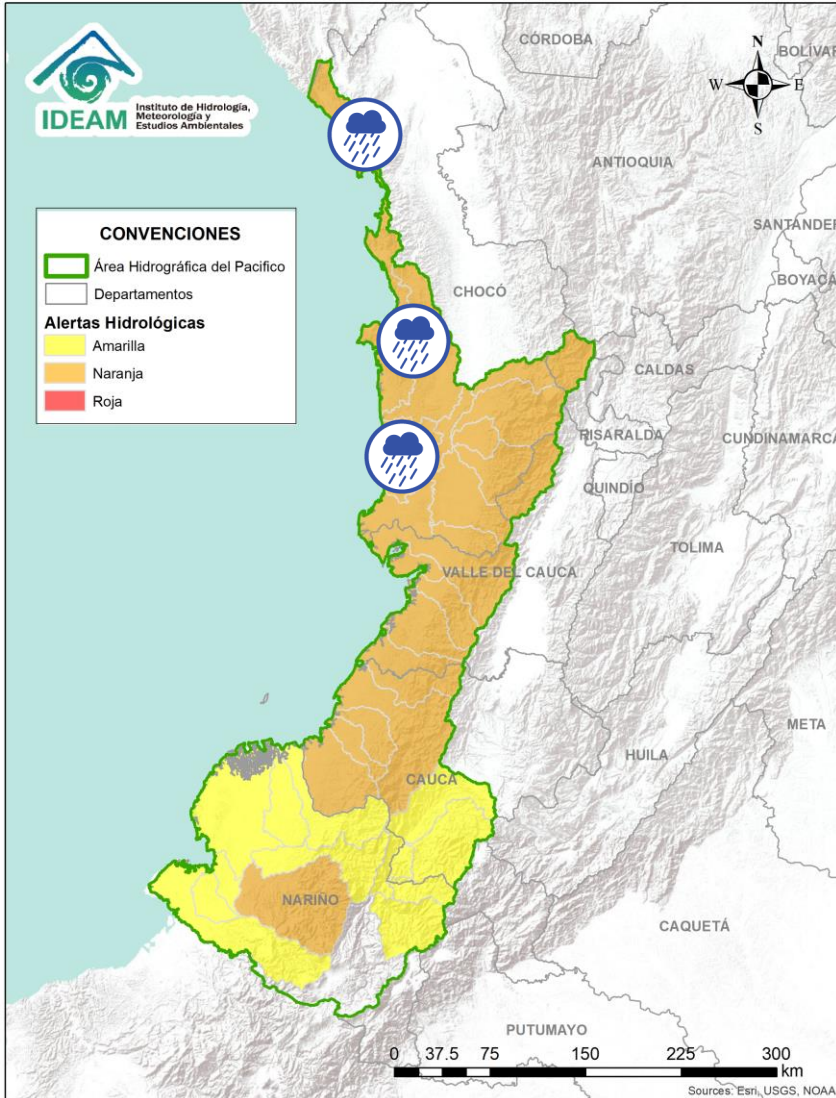 IDEAM
Instituto de Hidrología,
Meteorología y
Estudios Ambientales
CONVENCIONES
Área Hidrográfica del Pacifico
Departamentos
Alertas Hidrológicas
Amarilla
Naranja
Roja
N
W
E
S
CÓRDOBA
BOLÍVAR
ANTIOQUIA
SANTANDER
BOYACÁ
CHOCÓ
CALDAS
RISARALDA
CUNDINAMARCA
QUINDÍO
TOLIMA
VALLE DEL CAUCA
META
HUILA
CAUCA
NARIÑO
CAQUETÁ
PUTUMAYO
0 37.5 75 150 225 300
km
Sources: Esri, USGS, NOAA